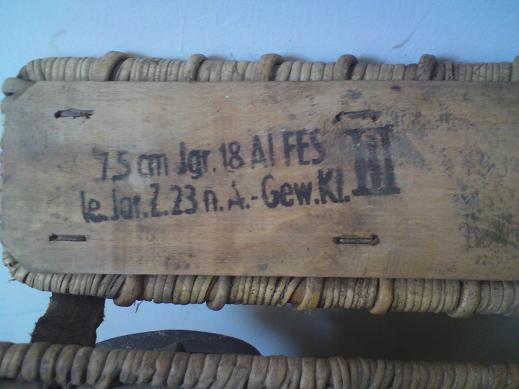 7,5 cm Jgr. 18 Al FES
le. Jgr. Z. 23 n. A.- Gew. Kl. III